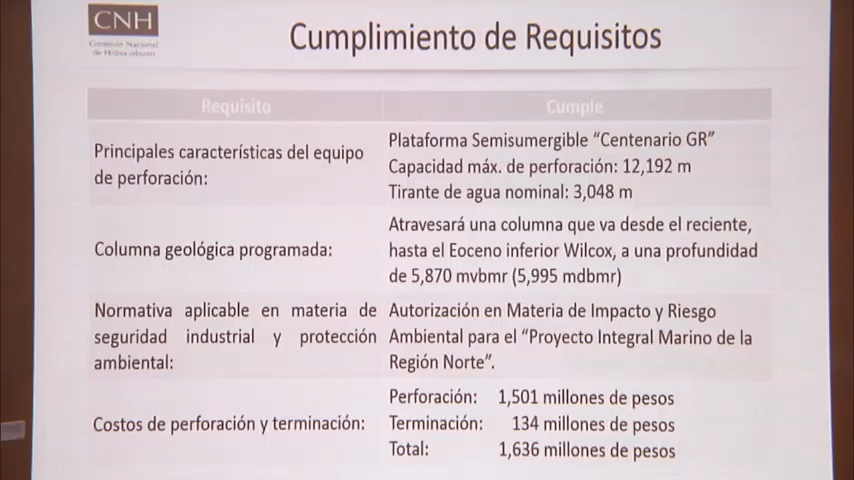 CNH
Comisión Nacional
de Hidrocarburos
Cumplimiento de Requisitos
Requisito
Cumple
Principales características del equipo
de perforación:
Plataforma Semisumergible “Centenario GR”
Capacidad máx. de perforación: 12,192 m
Tirante de agua nominal: 3,048 m
Columna geológica programada:
Atravesará una columna que va desde el reciente,
hasta el Eoceno inferior Wilcox, a una profundidad
de 5,870 mvbmr (5,995 mdbmr)
Normativa aplicable en materia de
seguridad industrial y protección
ambiental:
Autorización en Materia de Impacto y Riesgo
Ambiental para el “Proyecto Integral Marino de la
Región Norte”.
Costos de perforación y terminación:
Perforación: 1,501 millones de pesos
Terminación: 134 millones de pesos
Total: 1,636 millones de pesos